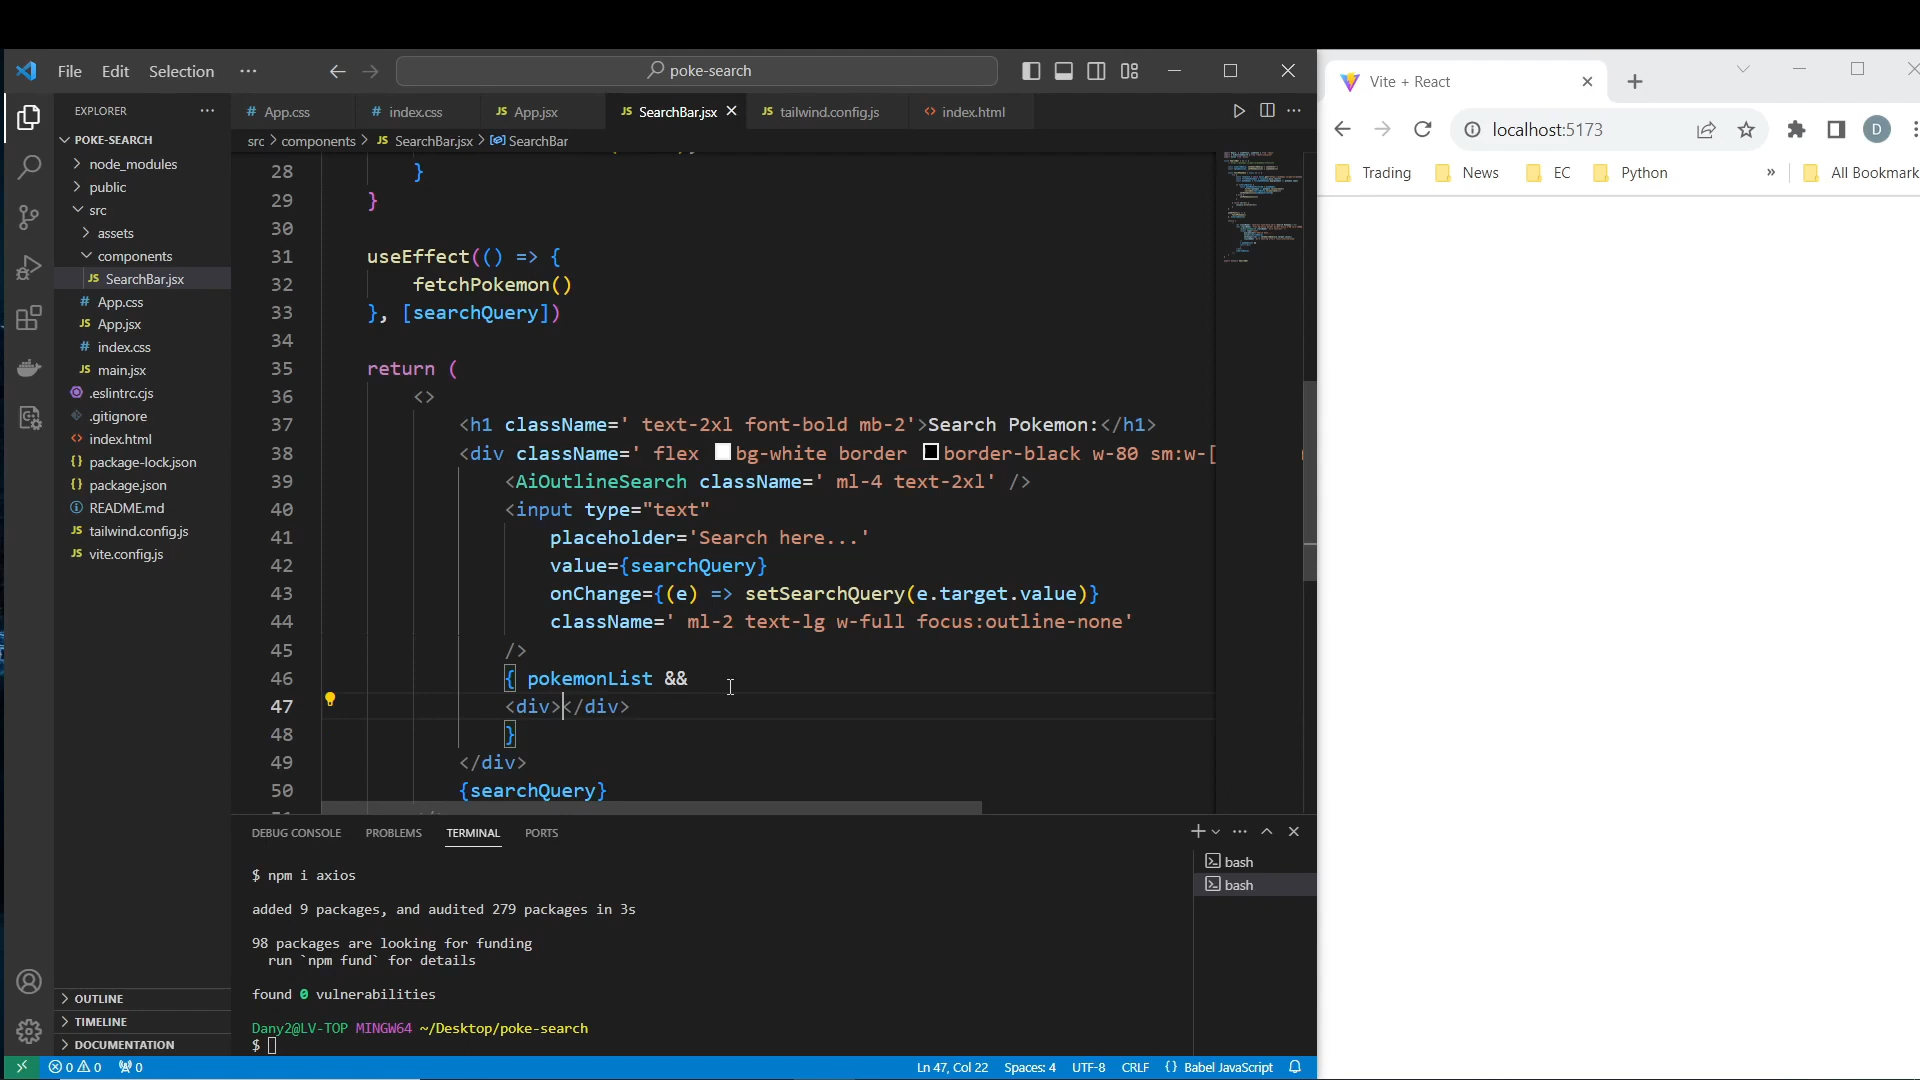 File Edit Selection ··· poke-search
EXPLORER ···
POKE-SEARCH
node_modules
public
src
assets
components
JS SearchBar.jsx
# App.css
JS App.jsx
# index.css
JS main.jsx
.eslintrc.cjs
.gitignore
<> index.html
{} package-lock.json
{} package.json
README.md
JS tailwind.config.js
JS vite.config.js
OUTLINE
TIMELINE
DOCUMENTATION
# App.css # index.css JS App.jsx JS SearchBar.jsx JS tailwind.config.js <> index.html ···
src > components > JS SearchBar.jsx > SearchBar
28 }
29 }
30
31 useEffect(() => {
32 fetchPokemon()
33 }, [searchQuery])
34
35 return (
36 <>
37 <h1 className=' text-2xl font-bold mb-2'>Search Pokemon:</h1>
38 <div className=' flex bg-white border border-black w-80 sm:w-[
39 <AiOutlineSearch className=' ml-4 text-2xl' />
40 <input type="text"
41 placeholder='Search here...'
42 value={searchQuery}
43 onChange={(e) => setSearchQuery(e.target.value)}
44 className=' ml-2 text-lg w-full focus:outline-none'
45 />
46 { pokemonList &&
47 <div></div>
48 }
49 </div>
50 {searchQuery}
DEBUG CONSOLE PROBLEMS TERMINAL PORTS
$ npm i axios
added 9 packages, and audited 279 packages in 3s
98 packages are looking for funding
run `npm fund` for details
found 0 vulnerabilities
Dany2@LV-TOP MINGW64 ~/Desktop/poke-search
$
bash
bash
0 0 0 Ln 47, Col 22 Spaces: 4 UTF-8 CRLF {} Babel JavaScript
Vite + React
localhost:5173 D
Trading News EC Python » All Bookmark